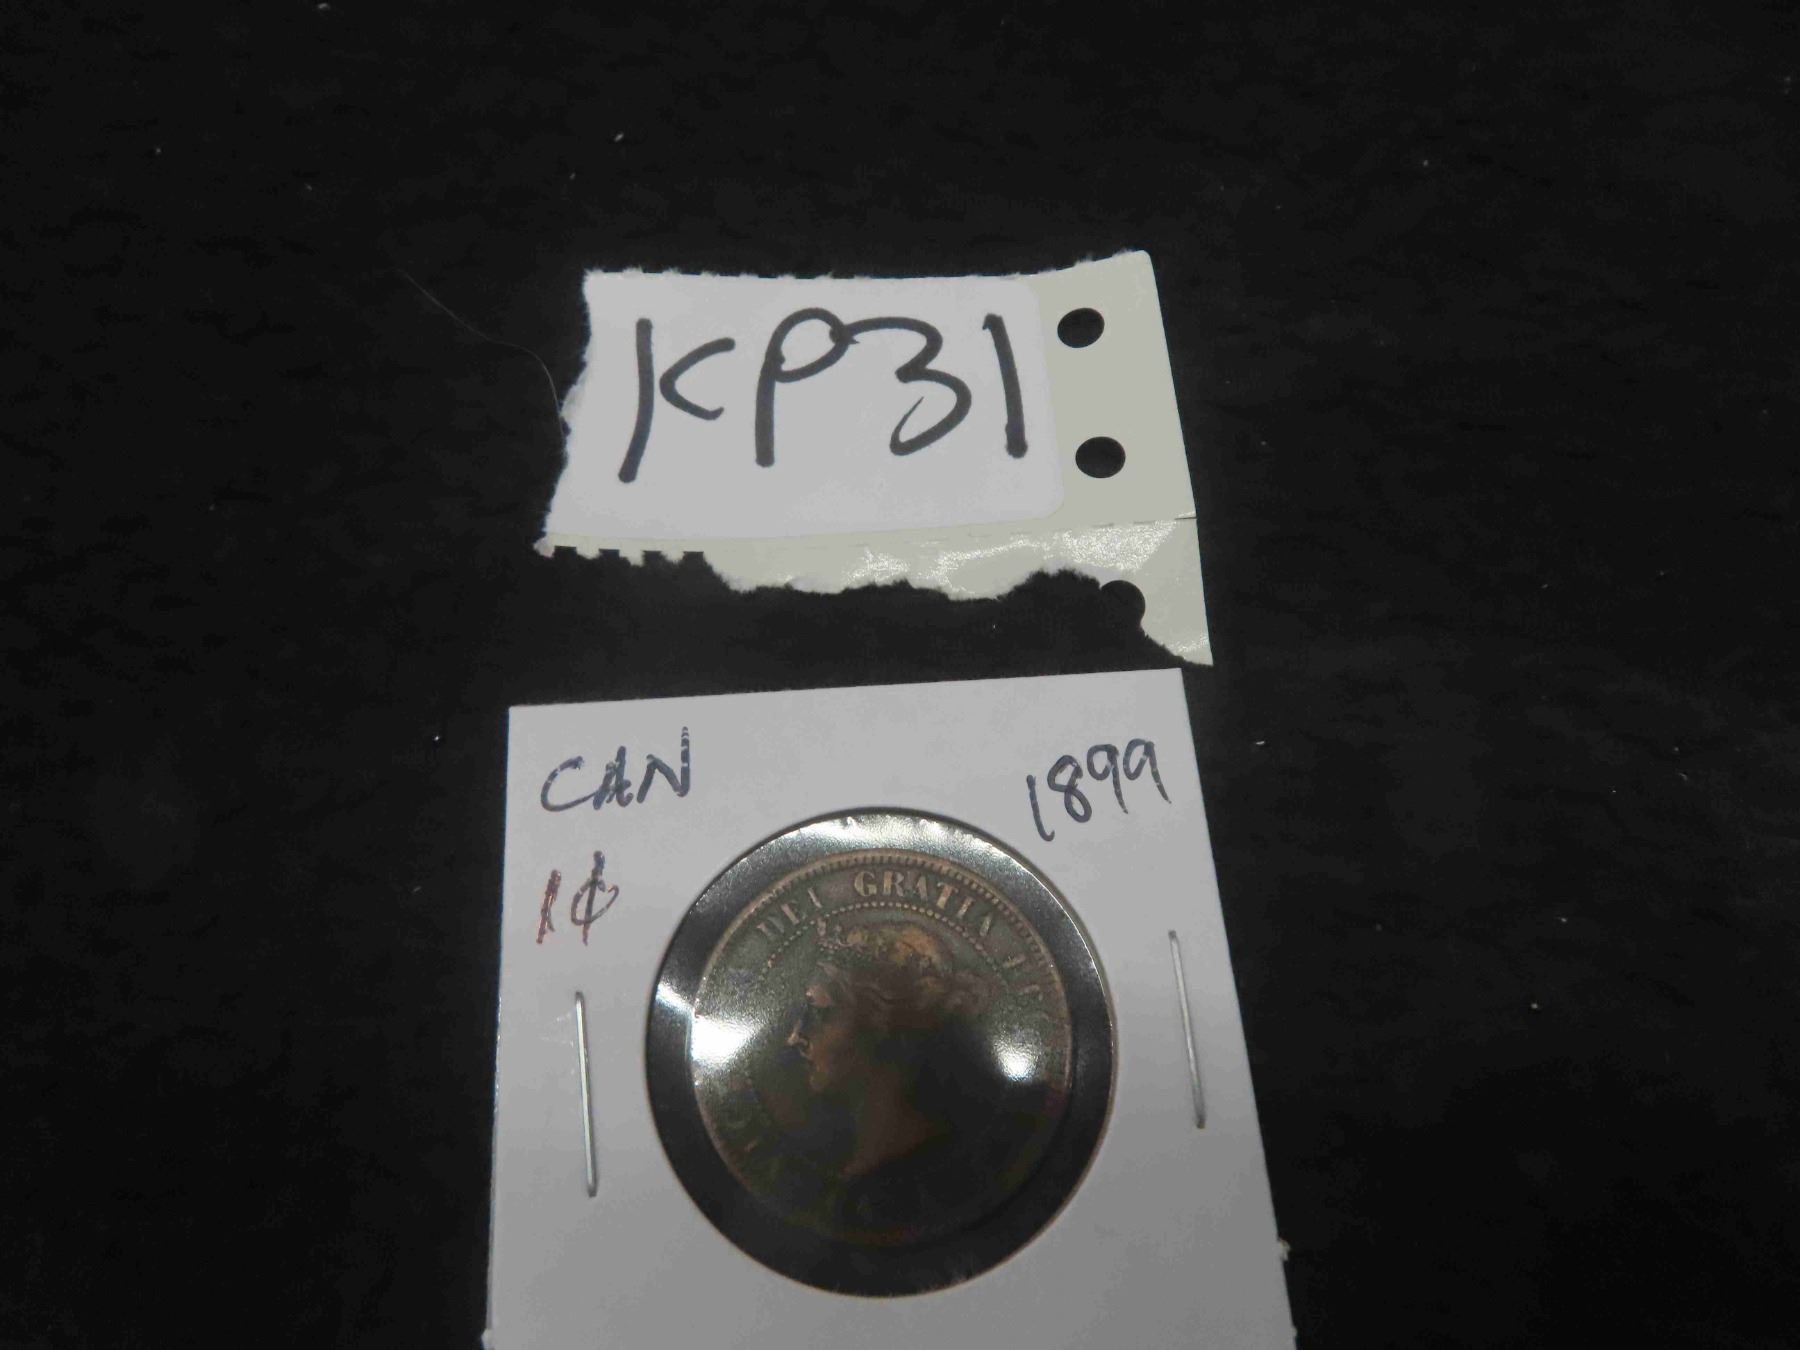 KP31
CAN 1899
1¢
DEI GRATIA